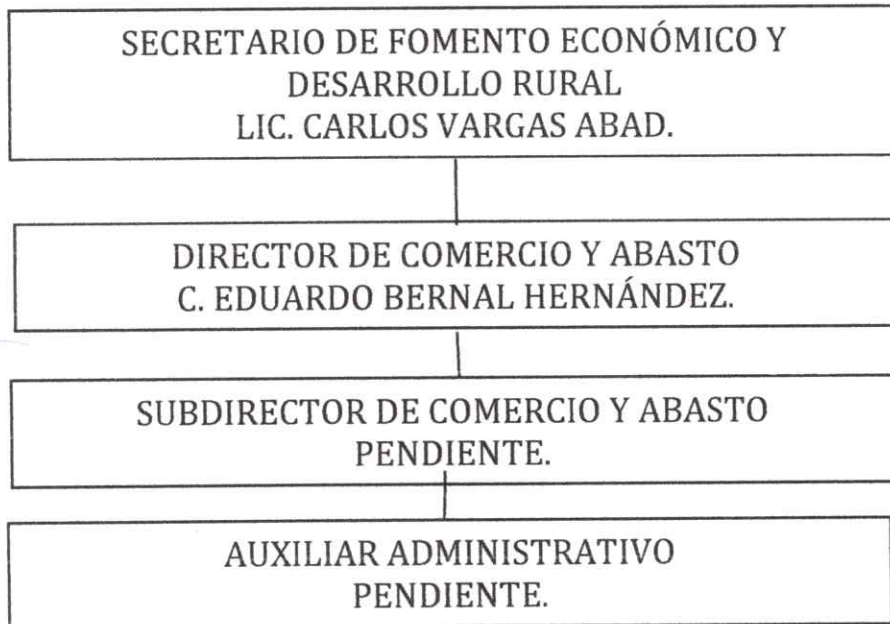 SECRETARIO DE FOMENTO ECONÓMICO Y
DESARROLLO RURAL
LIC. CARLOS VARGAS ABAD.
DIRECTOR DE COMERCIO Y ABASTO
C. EDUARDO BERNAL HERNÁNDEZ.
SUBDIRECTOR DE COMERCIO Y ABASTO
PENDIENTE.
AUXILIAR ADMINISTRATIVO
PENDIENTE.